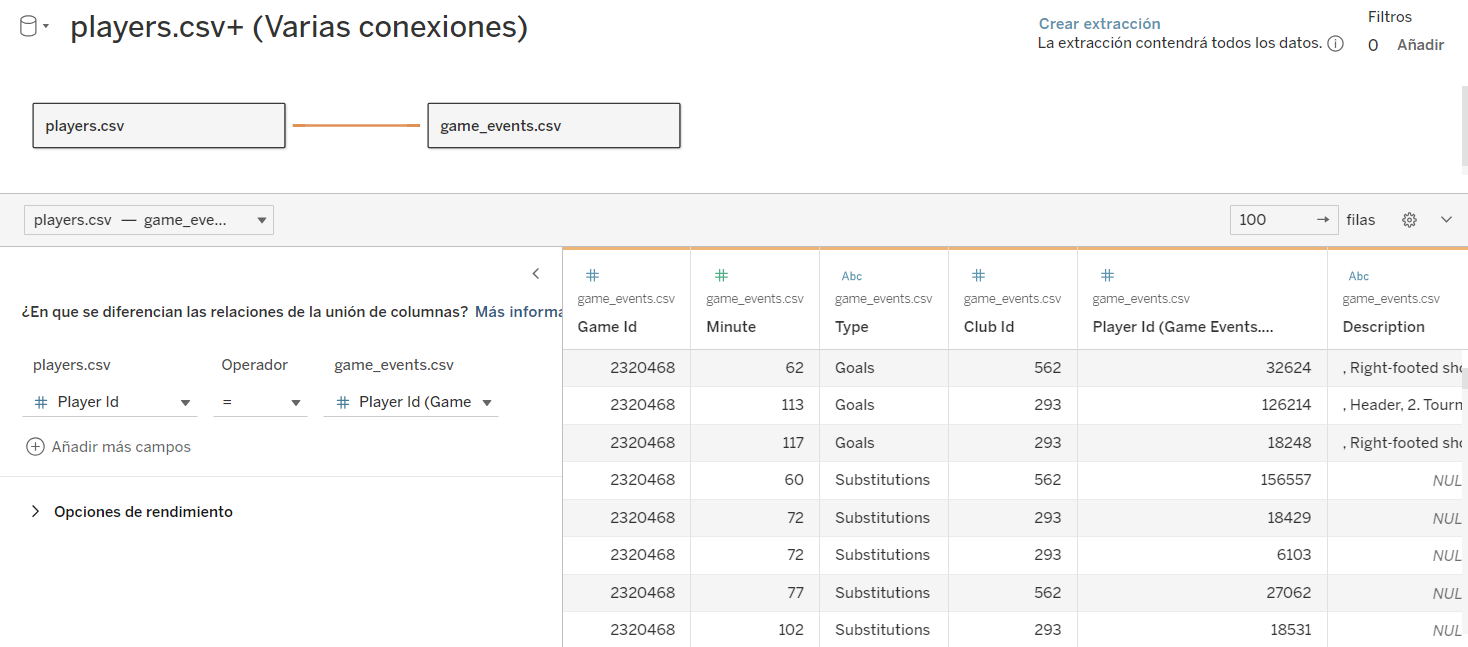 players.csv+ (Varias conexiones)
Crear extracción
La extracción contendrá todos los datos.
Filtros
0 Añadir
players.csv
game_events.csv
players.csv — game_eve...
100 → filas
¿En que se diferencian las relaciones de la unión de columnas? Más informa
players.csv Operador game_events.csv
# Player Id = # Player Id (Game
Añadir más campos
Opciones de rendimiento
# # Abc # # Abc
game_events.csv game_events.csv game_events.csv game_events.csv game_events.csv game_events.csv
Game Id Minute Type Club Id Player Id (Game Events.... Description
2320468 62 Goals 562 32624 , Right-footed sho
2320468 113 Goals 293 126214 , Header, 2. Tourn
2320468 117 Goals 293 18248 , Right-footed sho
2320468 60 Substitutions 562 156557 NUL
2320468 72 Substitutions 293 18429 NUL
2320468 72 Substitutions 293 6103 NUL
2320468 77 Substitutions 562 27062 NUL
2320468 102 Substitutions 293 18531 NUL